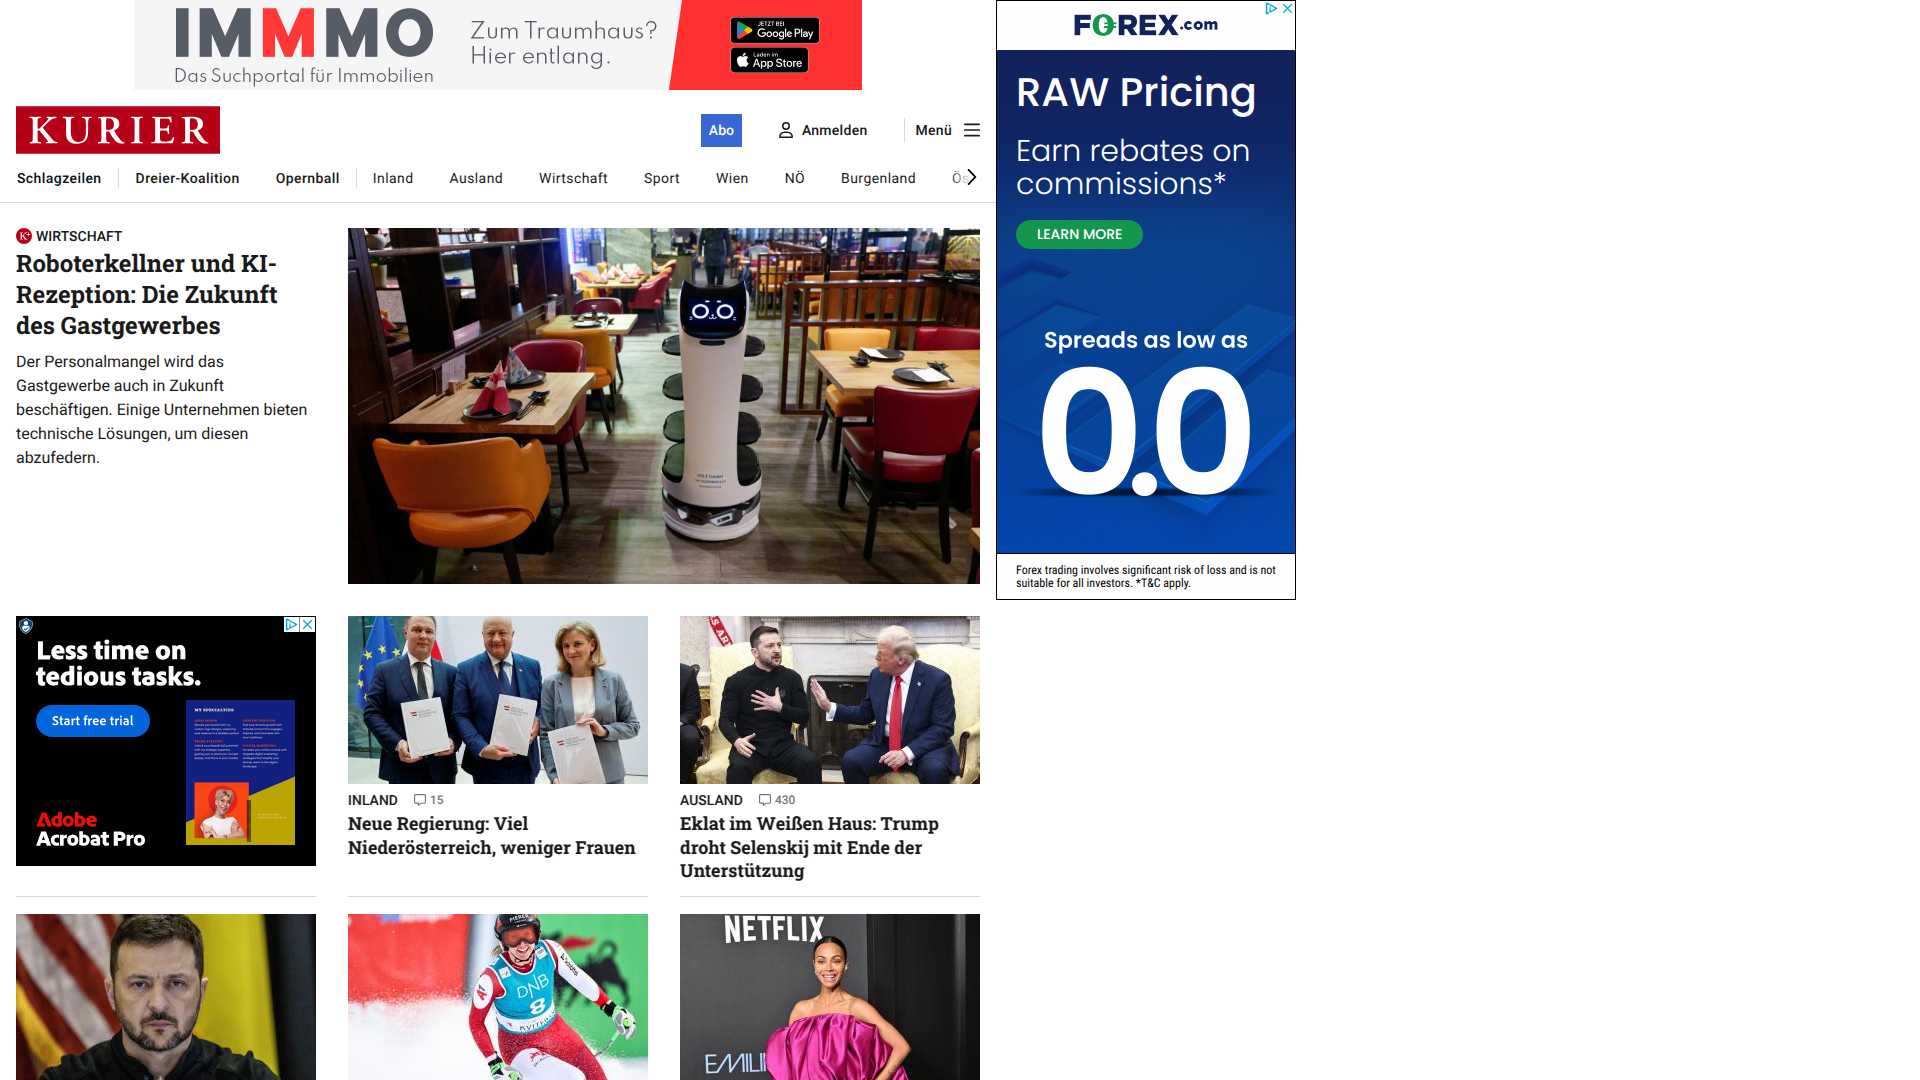 IMMMO
Das Suchportal für Immobilien
Zum Traumhaus?
Hier entlang.
JETZT BEI
Google Play
Laden im
App Store
KURIER
Abo
Anmelden
Menü
Schlagzeilen
Dreier-Koalition
Opernball
Inland
Ausland
Wirtschaft
Sport
Wien
NÖ
Burgenland
K+ WIRTSCHAFT
Roboterkellner und KI-
Rezeption: Die Zukunft
des Gastgewerbes
Der Personalmangel wird das
Gastgewerbe auch in Zukunft
beschäftigen. Einige Unternehmen bieten
technische Lösungen, um diesen
abzufedern.
FOREX.com
RAW Pricing
Earn rebates on
commissions*
LEARN MORE
Spreads as low as
0.0
Forex trading involves significant risk of loss and is not
suitable for all investors. *T&C apply.
Less time on
tedious tasks.
Start free trial
MY SPECIALTIES
Adobe
Acrobat Pro
INLAND 15
Neue Regierung: Viel
Niederösterreich, weniger Frauen
AUSLAND 430
Eklat im Weißen Haus: Trump
droht Selenskij mit Ende der
Unterstützung
PIERER
DNB
8
NETFLIX